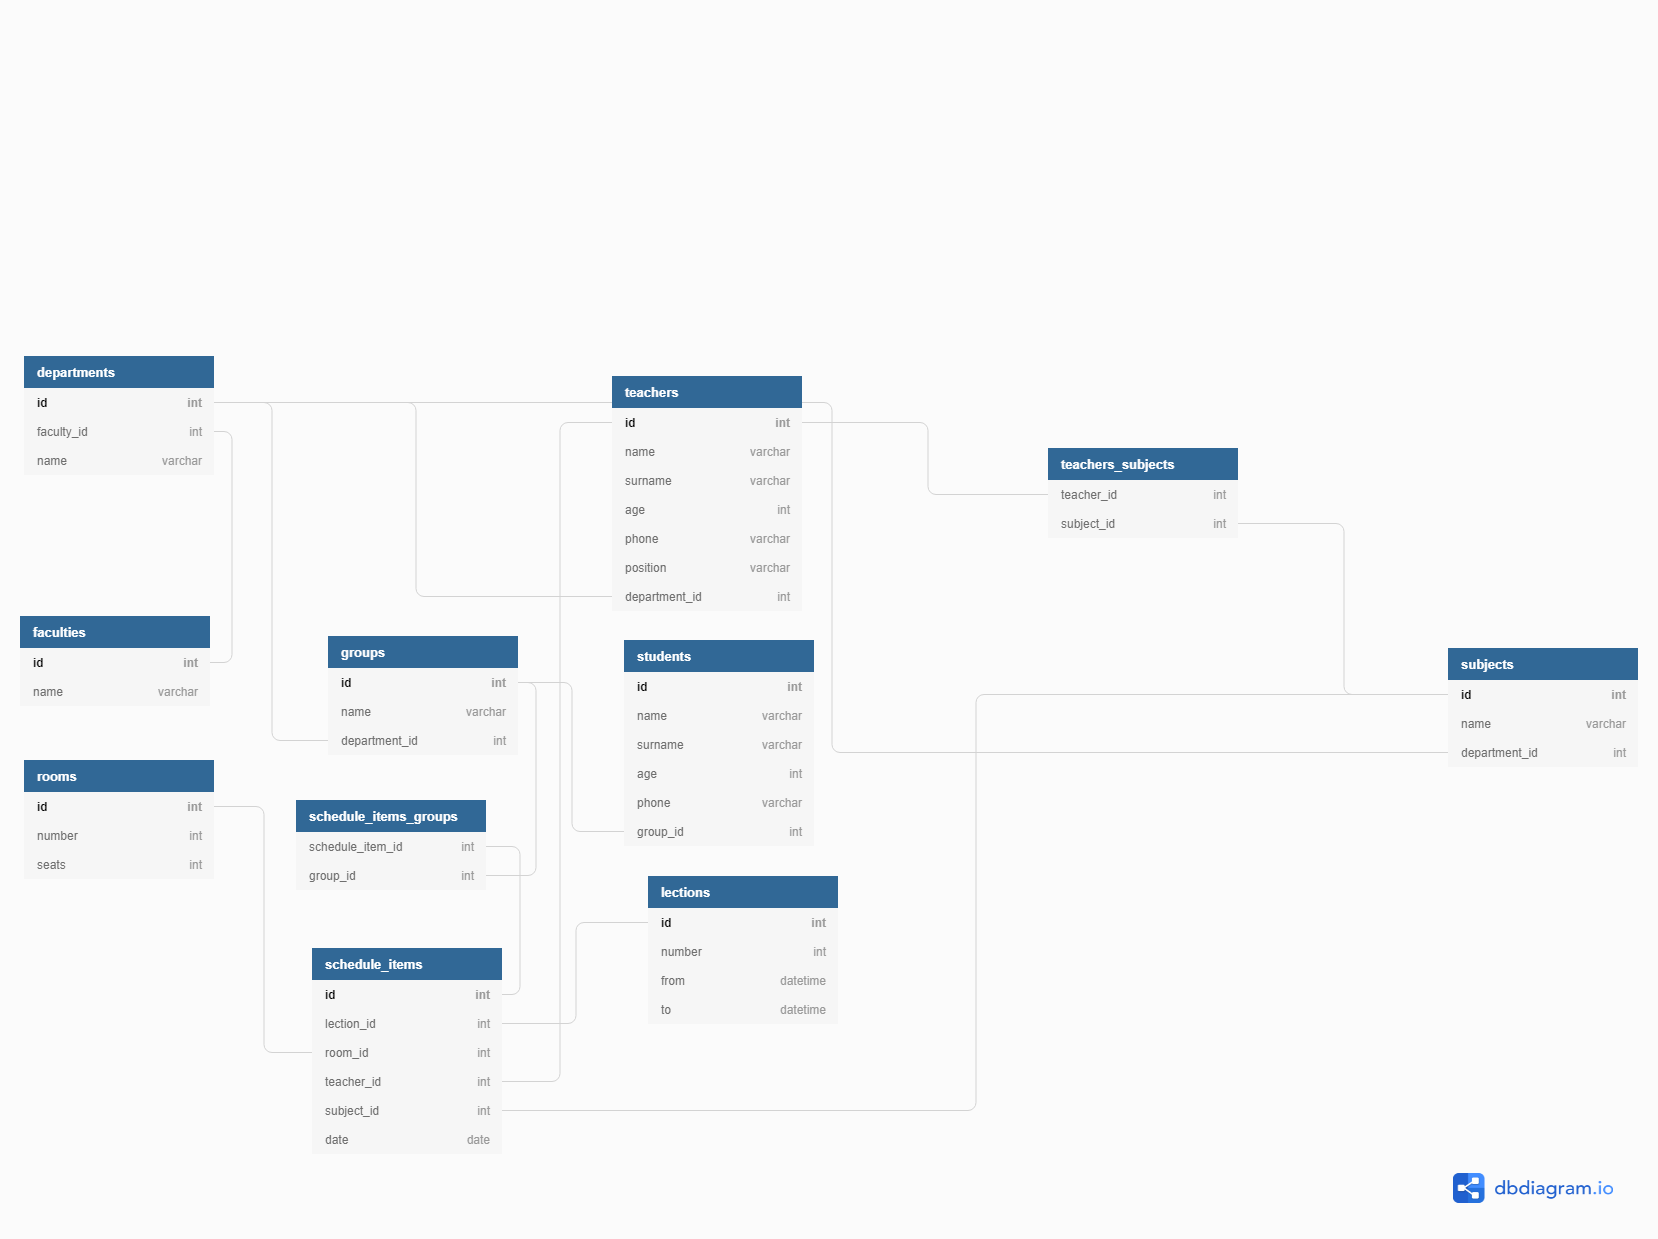 departments
id int
faculty_id int
name varchar
teachers
id int
name varchar
surname varchar
age int
phone varchar
position varchar
department_id int
teachers_subjects
teacher_id int
subject_id int
faculties
id int
name varchar
groups
id int
name varchar
department_id int
students
id int
name varchar
surname varchar
age int
phone varchar
group_id int
subjects
id int
name varchar
department_id int
rooms
id int
number int
seats int
schedule_items_groups
schedule_item_id int
group_id int
lections
id int
number int
from datetime
to datetime
schedule_items
id int
lection_id int
room_id int
teacher_id int
subject_id int
date date
dbdiagram.io